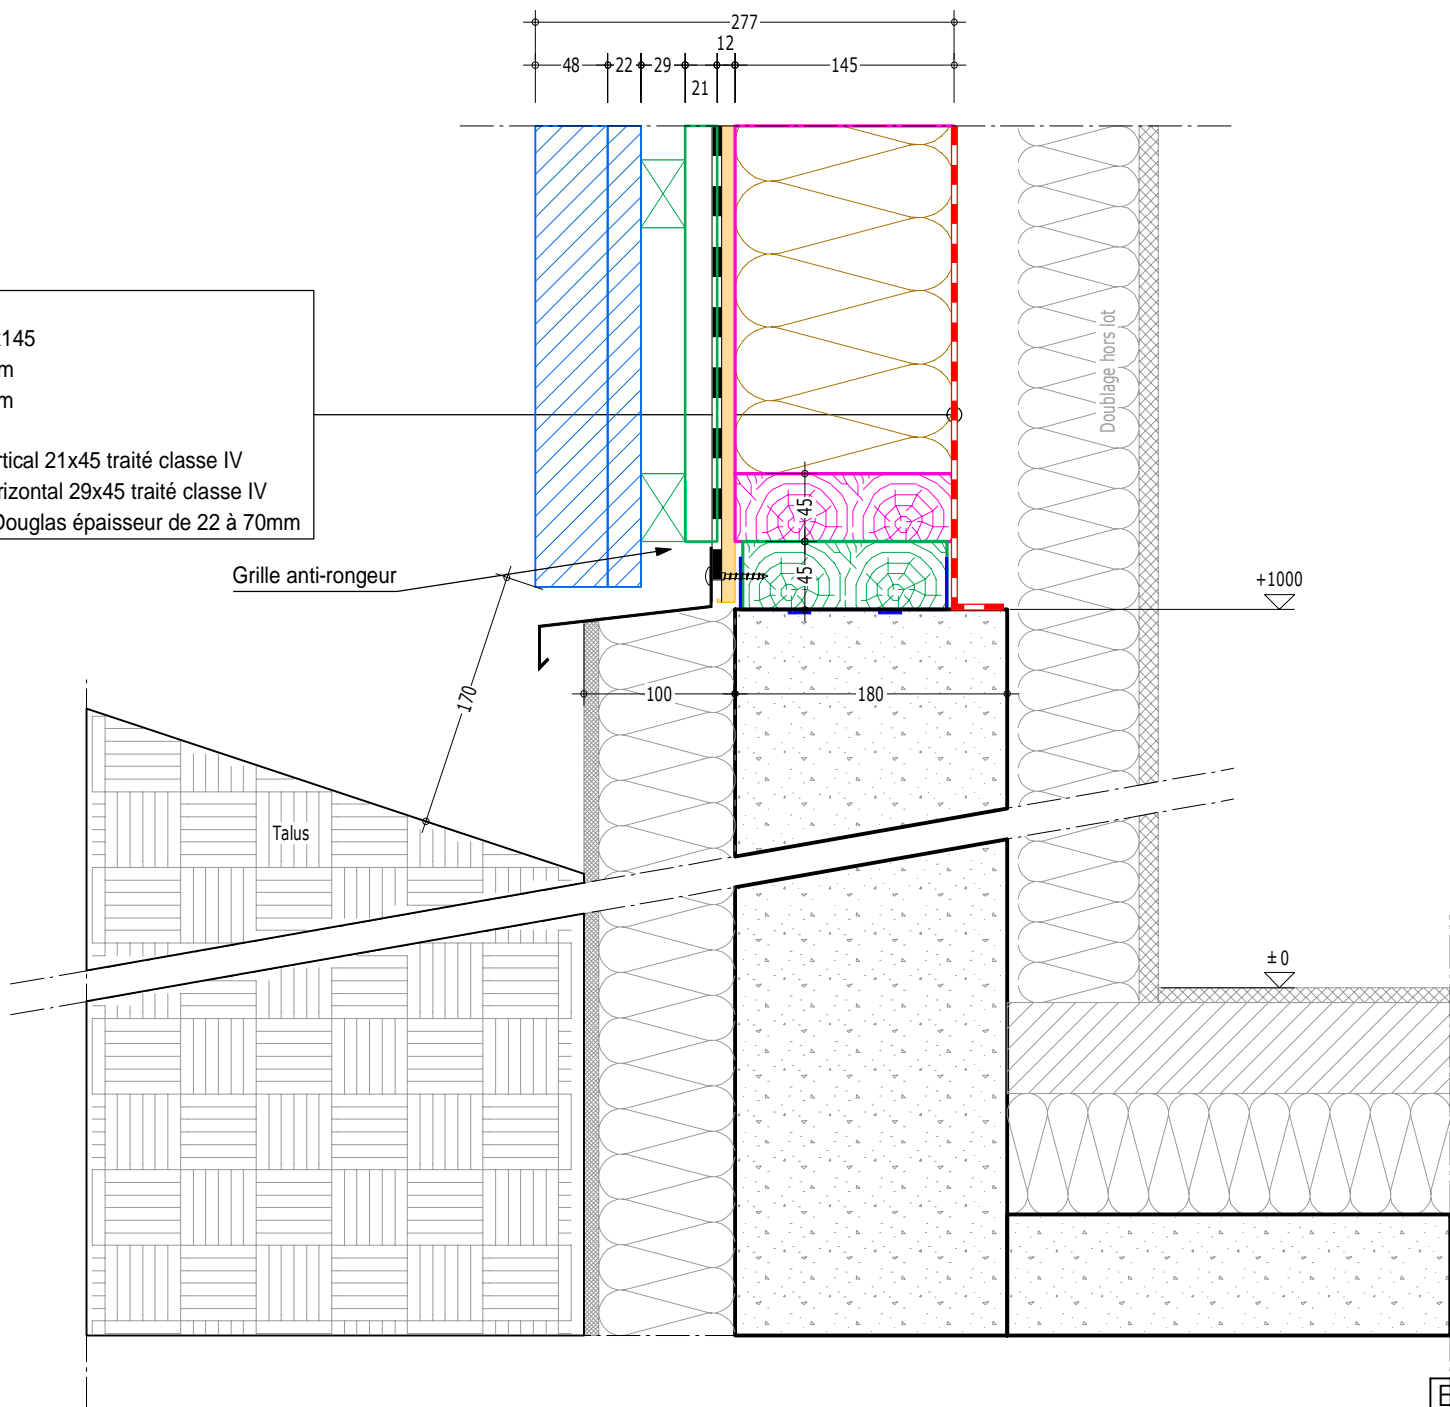 277
12
48
22
29
145
21
145
rtical 21x45 traité classe IV
rizontal 29x45 traité classe IV
Douglas épaisseur de 22 à 70mm
Doublage hors lot
45
45
Grille anti-rongeur
+1000
170
100
180
Talus
±0